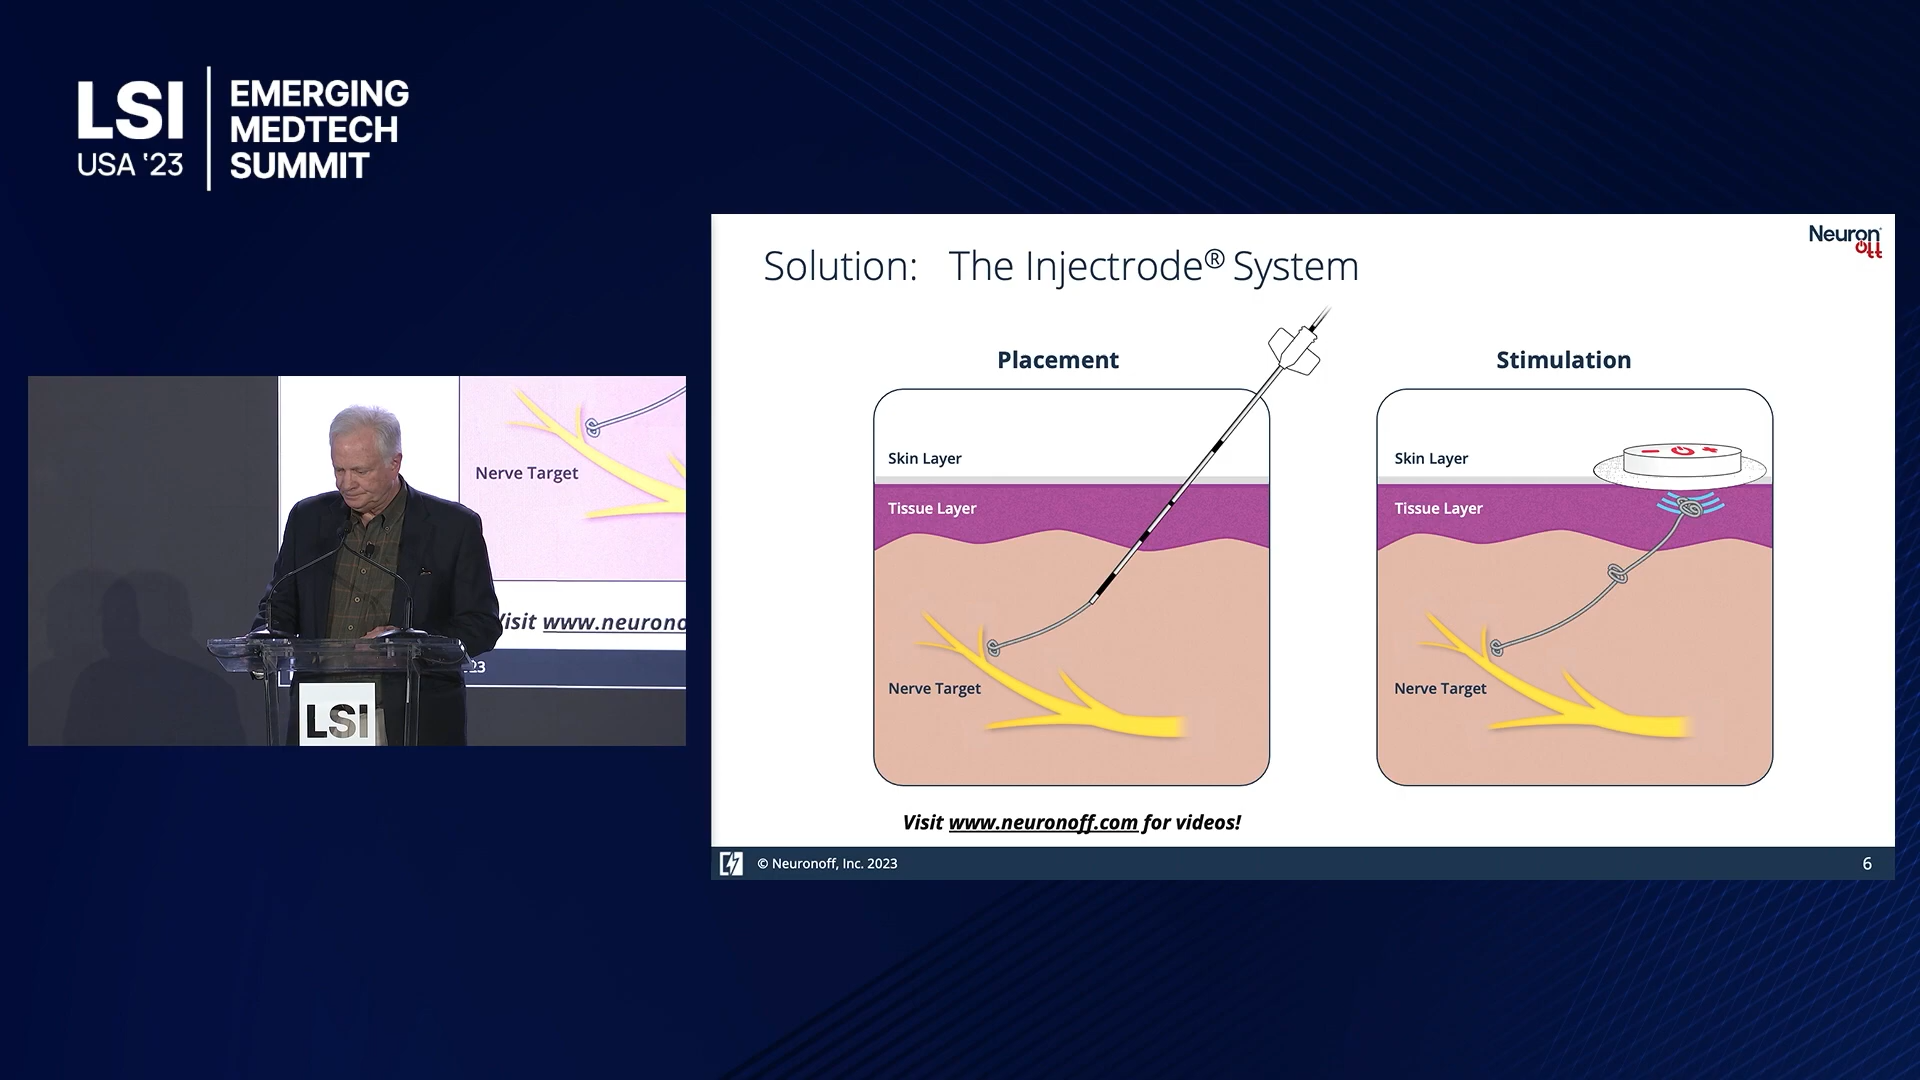 LSI
USA '23
EMERGING
MEDTECH
SUMMIT
Nerve Target
Visit www.neurono
23
LSI
Neuron
off
Solution: The Injectrode® System
Placement
Skin Layer
Tissue Layer
Nerve Target
Stimulation
Skin Layer
Tissue Layer
Nerve Target
Visit www.neuronoff.com for videos!
© Neuronoff, Inc. 2023
6